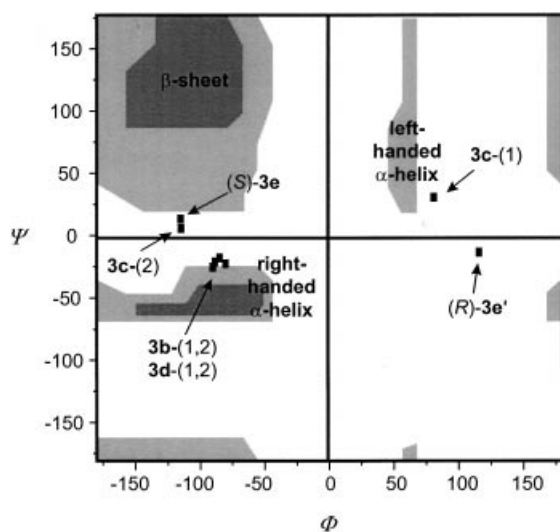 150
β-sheet
100
left-
handed
α-helix
3c-(1)
50
(S)-3e
Ψ
0
3c-(2)
right-
handed
α-helix
(R)-3e'
-50
3b-(1,2)
3d-(1,2)
-100
-150
-150 -100 -50 0 50 100 150
Φ